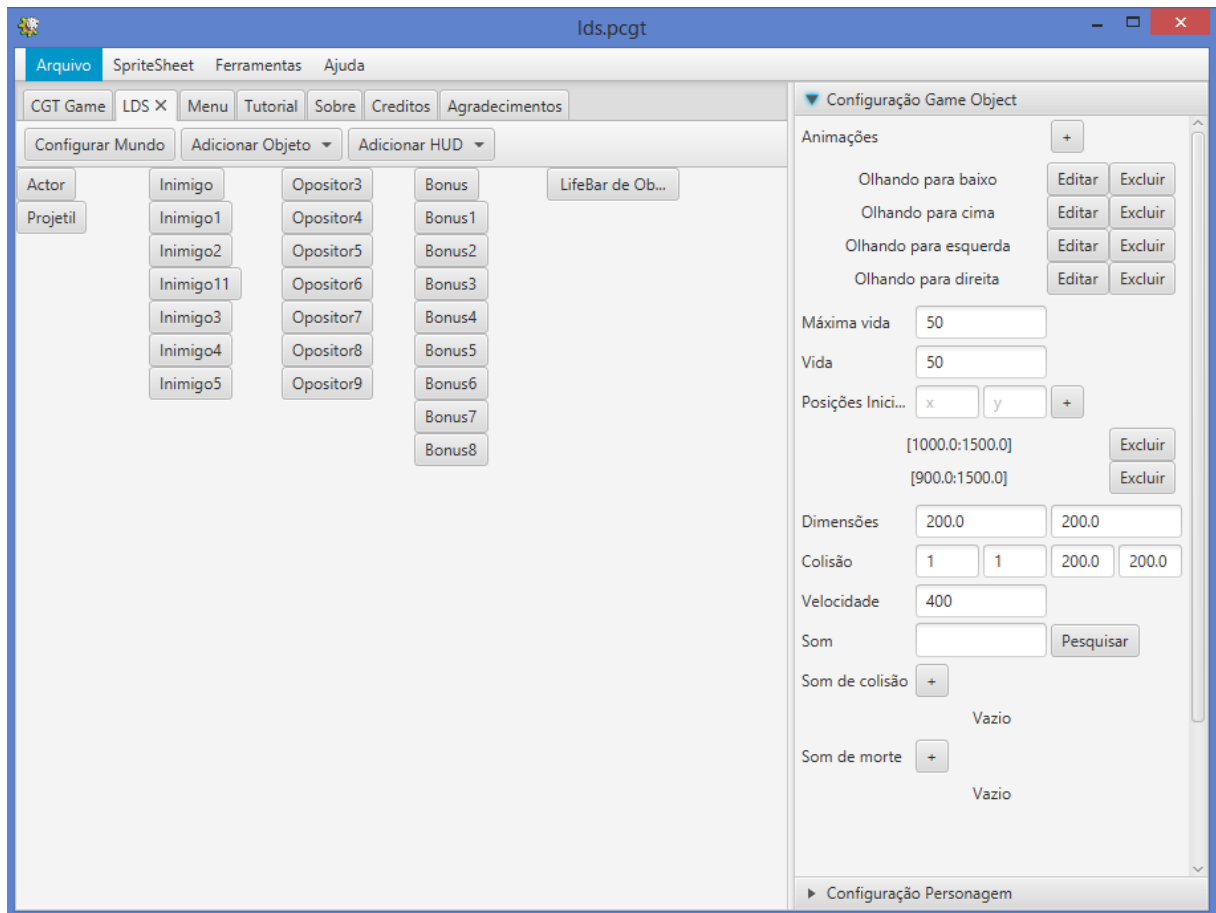 lds.pcgt
Arquivo SpriteSheet Ferramentas Ajuda
CGT Game LDS Menu Tutorial Sobre Creditos Agradecimentos
Configurar Mundo Adicionar Objeto Adicionar HUD
Actor Inimigo Opositor3 Bonus LifeBar de Ob...
Projetil Inimigo1 Opositor4 Bonus1
Inimigo2 Opositor5 Bonus2
Inimigo11 Opositor6 Bonus3
Inimigo3 Opositor7 Bonus4
Inimigo4 Opositor8 Bonus5
Inimigo5 Opositor9 Bonus6
Bonus7
Bonus8
Configuração Game Object
Animações +
Olhando para baixo Editar Excluir
Olhando para cima Editar Excluir
Olhando para esquerda Editar Excluir
Olhando para direita Editar Excluir
Máxima vida 50
Vida 50
Posições Inici... x y +
[1000.0:1500.0] Excluir
[900.0:1500.0] Excluir
Dimensões 200.0 200.0
Colisão 1 1 200.0 200.0
Velocidade 400
Som Pesquisar
Som de colisão +
Vazio
Som de morte +
Vazio
Configuração Personagem